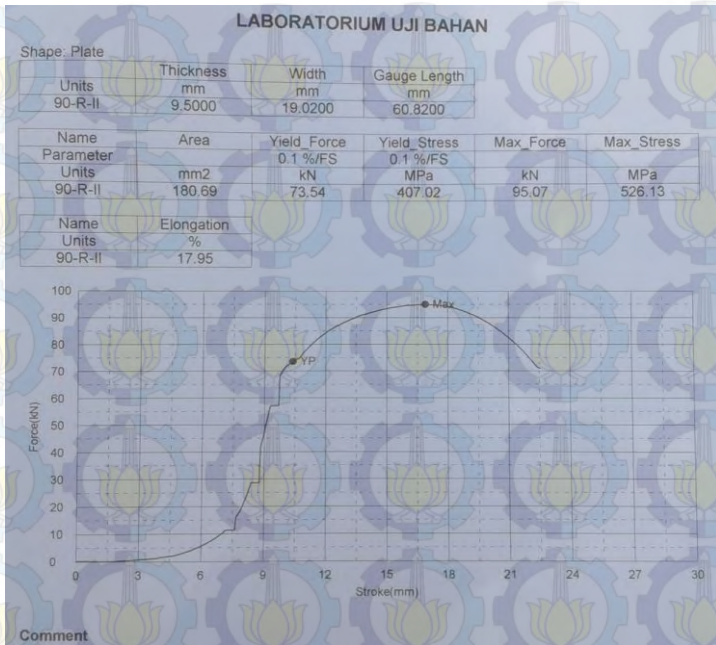 LABORATORIUM UJI BAHAN
Shape: Plate
Thickness Width Gauge Length
Units mm mm mm
90-R-II 9.5000 19.0200 60.8200
Name Area Yield_Force Yield_Stress Max_Force Max_Stress
Parameter 0.1 %/FS 0.1 %/FS
Units mm2 kN MPa kN MPa
90-R-II 180.69 73.54 407.02 95.07 526.13
Name Elongation
Units %
90-R-II 17.95
100
90
80
70
60
50
40
30
20
10
0
Force(kN)
Max
YP
0 3 6 9 12 15 18 21 24 27 30
Stroke(mm)
Comment